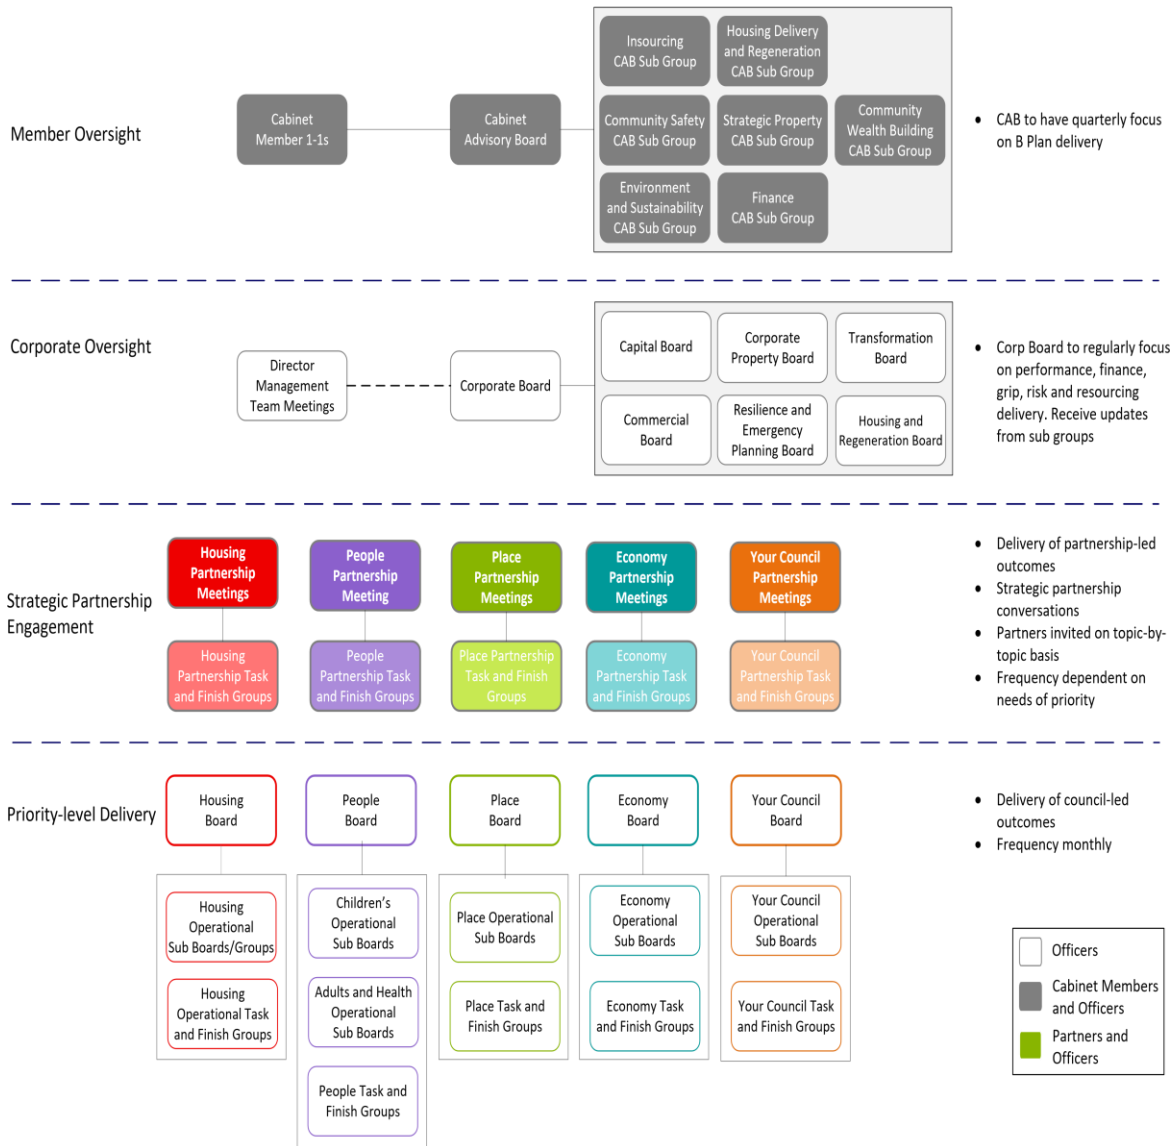 Member Oversight
Cabinet
Member 1-1s
Cabinet
Advisory Board
Insourcing
CAB Sub Group
Housing Delivery
and Regeneration
CAB Sub Group
Community Safety
CAB Sub Group
Strategic Property
CAB Sub Group
Community
Wealth Building
CAB Sub Group
Environment
and Sustainability
CAB Sub Group
Finance
CAB Sub Group
• CAB to have quarterly focus
on B Plan delivery
Corporate Oversight
Director
Management
Team Meetings
Corporate Board
Capital Board
Corporate
Property Board
Transformation
Board
Commercial
Board
Resilience and
Emergency
Planning Board
Housing and
Regeneration Board
• Corp Board to regularly focus
on performance, finance,
grip, risk and resourcing
delivery. Receive updates
from sub groups
Strategic Partnership
Engagement
Housing
Partnership
Meetings
People
Partnership
Meeting
Place
Partnership
Meetings
Economy
Partnership
Meetings
Your Council
Partnership
Meetings
Housing
Partnership Task
and Finish Groups
People
Partnership Task
and Finish Groups
Place Partnership
Task and Finish
Groups
Economy
Partnership Task
and Finish Groups
Your Council
Partnership Task
and Finish Groups
• Delivery of partnership-led
outcomes
• Strategic partnership
conversations
• Partners invited on topic-by-
topic basis
• Frequency dependent on
needs of priority
Priority-level Delivery
Housing
Board
People
Board
Place
Board
Economy
Board
Your Council
Board
Housing
Operational
Sub Boards/Groups
Housing
Operational Task
and Finish Groups
Children's
Operational
Sub Boards
Adults and Health
Operational
Sub Boards
People Task and
Finish Groups
Place Operational
Sub Boards
Place Task and
Finish Groups
Economy
Operational
Sub Boards
Economy Task
and Finish Groups
Your Council
Operational
Sub Boards
Your Council Task
and Finish Groups
• Delivery of council-led
outcomes
• Frequency monthly
Officers
Cabinet Members
and Officers
Partners and
Officers